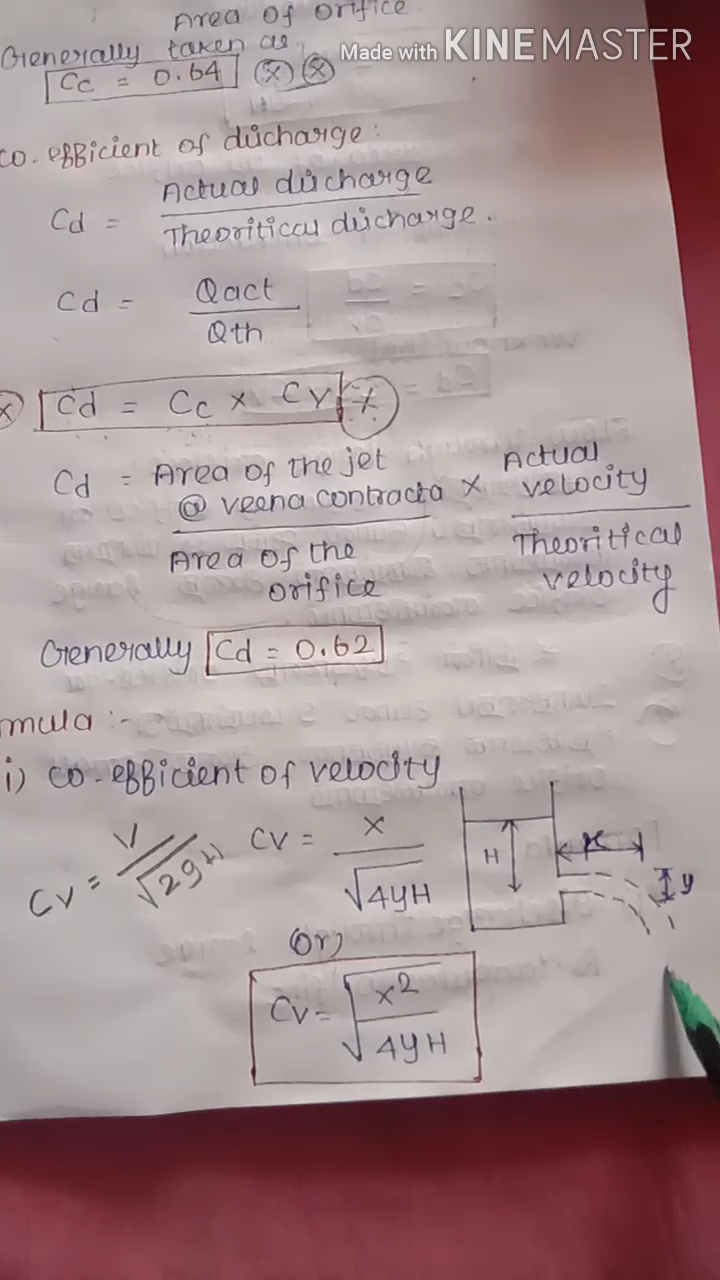 Area of orifice
Generally taken as
Made with KINEMASTER
Cc = 0.64
co-efficient of discharge:
Cd = Actual discharge
Theoritical discharge.
Cd = Qact
Qth
Cd = Cc × Cv
Cd = Area of the jet @ veena contracta × Actual velocity
Area of the orifice
Theoritical velocity
Generally Cd = 0.62
mula :-
i) co-efficient of velocity
Cv = V / √2gH
Cv = x / √4yH
H
x
y
(or)
Cv = √x² / 4yH